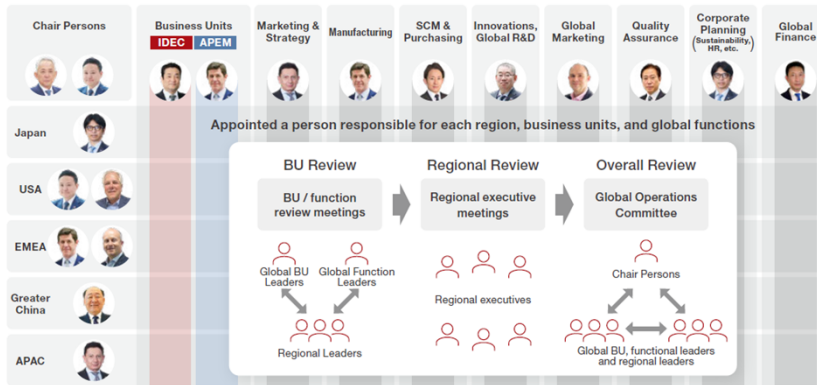 Chair Persons
Business Units
IDEC APEM
Marketing &
Strategy
Manufacturing
SCM &
Purchasing
Innovations,
Global R&D
Global
Marketing
Quality
Assurance
Corporate
Planning
(Sustainability,
HR, etc.)
Global
Finance
Japan
USA
EMEA
Greater
China
APAC
Appointed a person responsible for each region, business units, and global functions
BU Review
BU / function
review meetings
Global BU
Leaders
Global Function
Leaders
Regional Leaders
Regional Review
Regional executive
meetings
Regional executives
Overall Review
Global Operations
Committee
Chair Persons
Global BU, functional leaders
and regional leaders